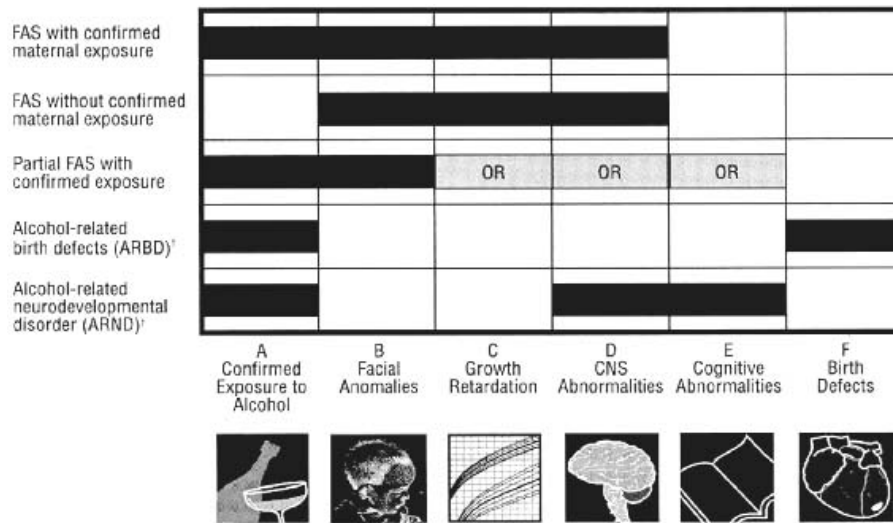 FAS with confirmed
maternal exposure
FAS without confirmed
maternal exposure
Partial FAS with
confirmed exposure
OR
OR
OR
Alcohol-related
birth defects (ARBD)†
Alcohol-related
neurodevelopmental
disorder (ARND)†
A
Confirmed
Exposure to
Alcohol
B
Facial
Anomalies
C
Growth
Retardation
D
CNS
Abnormalities
E
Cognitive
Abnormalities
F
Birth
Defects